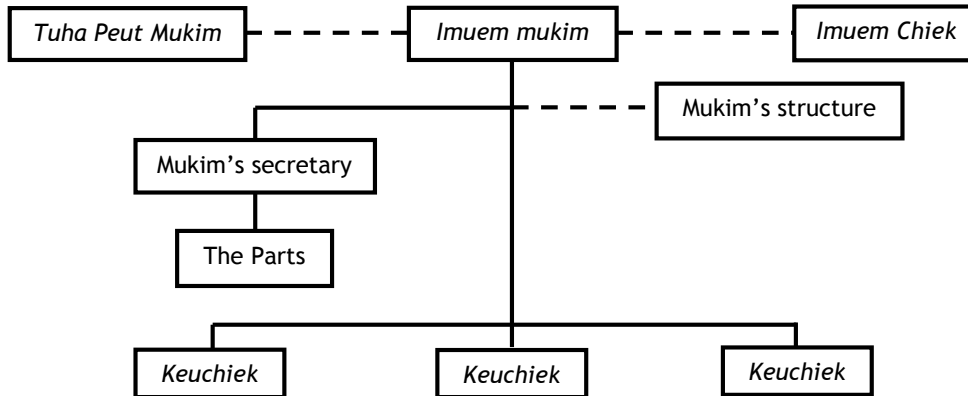 Tuha Peut Mukim
Imuem mukim
Imuem Chiek
Mukim’s structure
Mukim’s secretary
The Parts
Keuchiek
Keuchiek
Keuchiek